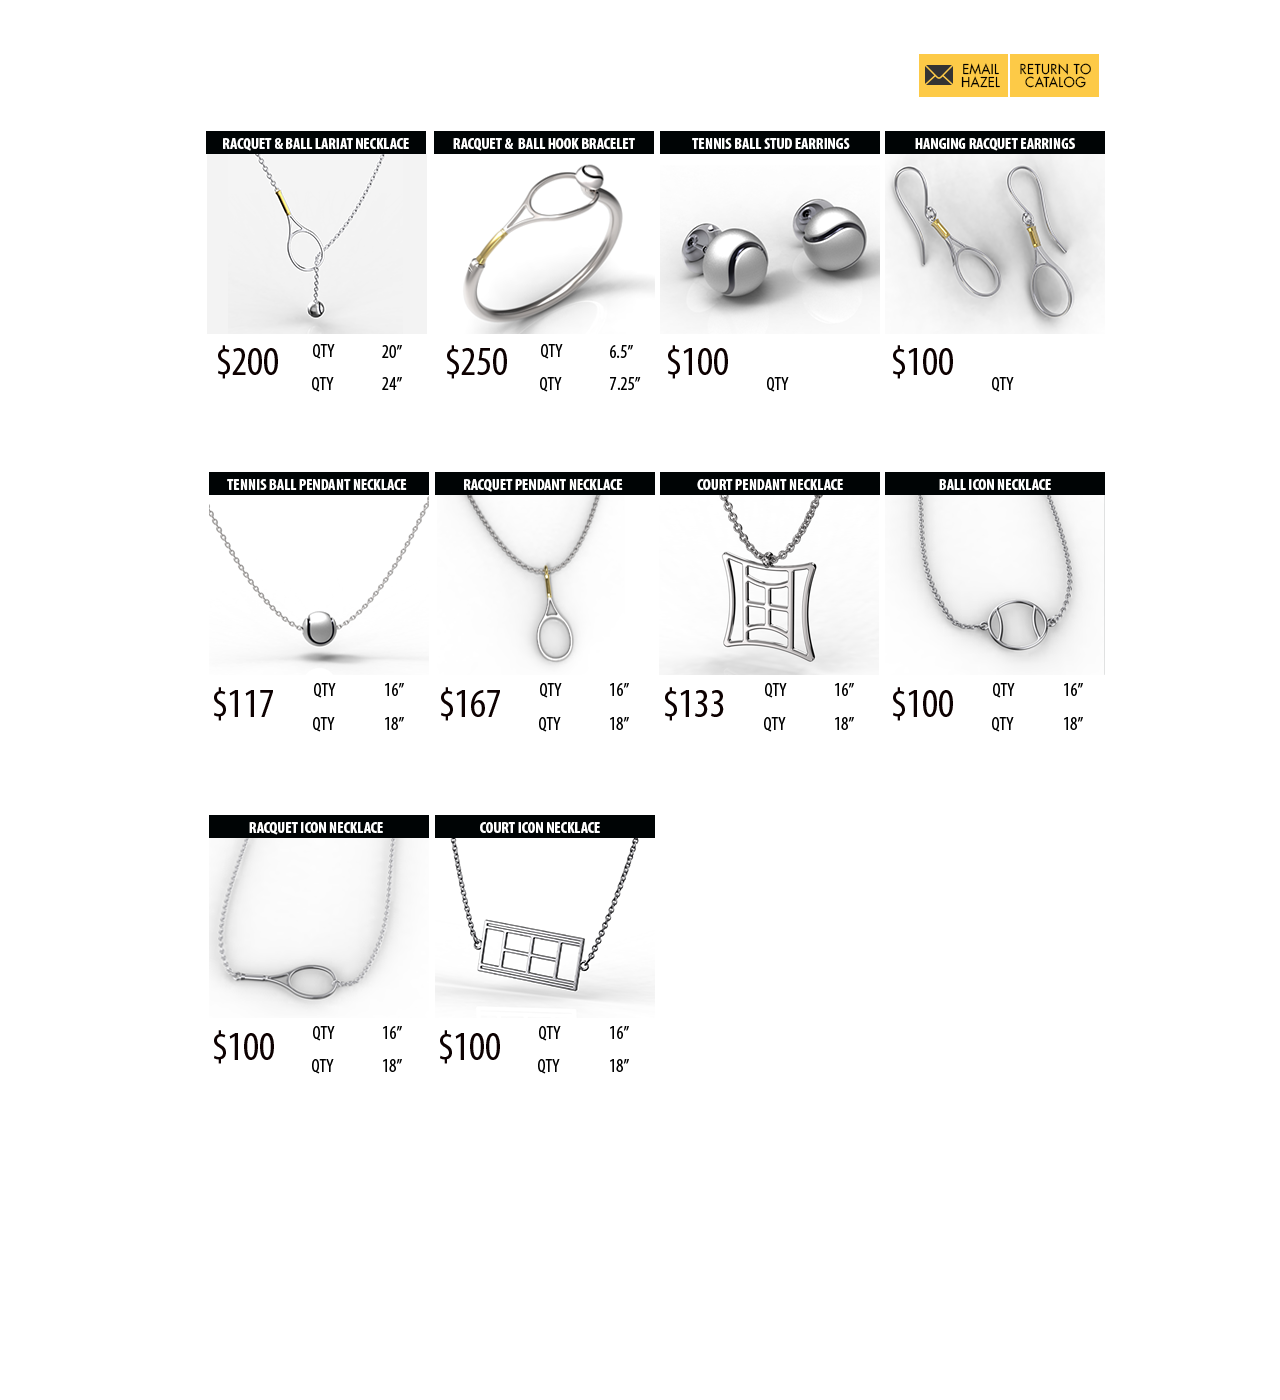 EMAIL HAZEL
RETURN TO CATALOG
RACQUET & BALL LARIAT NECKLACE
RACQUET & BALL HOOK BRACELET
TENNIS BALL STUD EARRINGS
HANGING RACQUET EARRINGS
$200
QTY 20”
QTY 24”
$250
QTY 6.5”
QTY 7.25”
$100
QTY
$100
QTY
TENNIS BALL PENDANT NECKLACE
RACQUET PENDANT NECKLACE
COURT PENDANT NECKLACE
BALL ICON NECKLACE
$117
QTY 16”
QTY 18”
$167
QTY 16”
QTY 18”
$133
QTY 16”
QTY 18”
$100
QTY 16”
QTY 18”
RACQUET ICON NECKLACE
COURT ICON NECKLACE
$100
QTY 16”
QTY 18”
$100
QTY 16”
QTY 18”